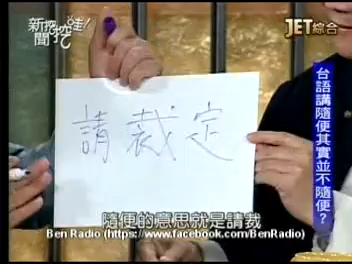 新聞挖挖哇!
JET綜合
請裁定
台語講隨便其實並不隨便?
隨便的意思就是請裁
Ben Radio (https://www.facebook.com/BenRadio)